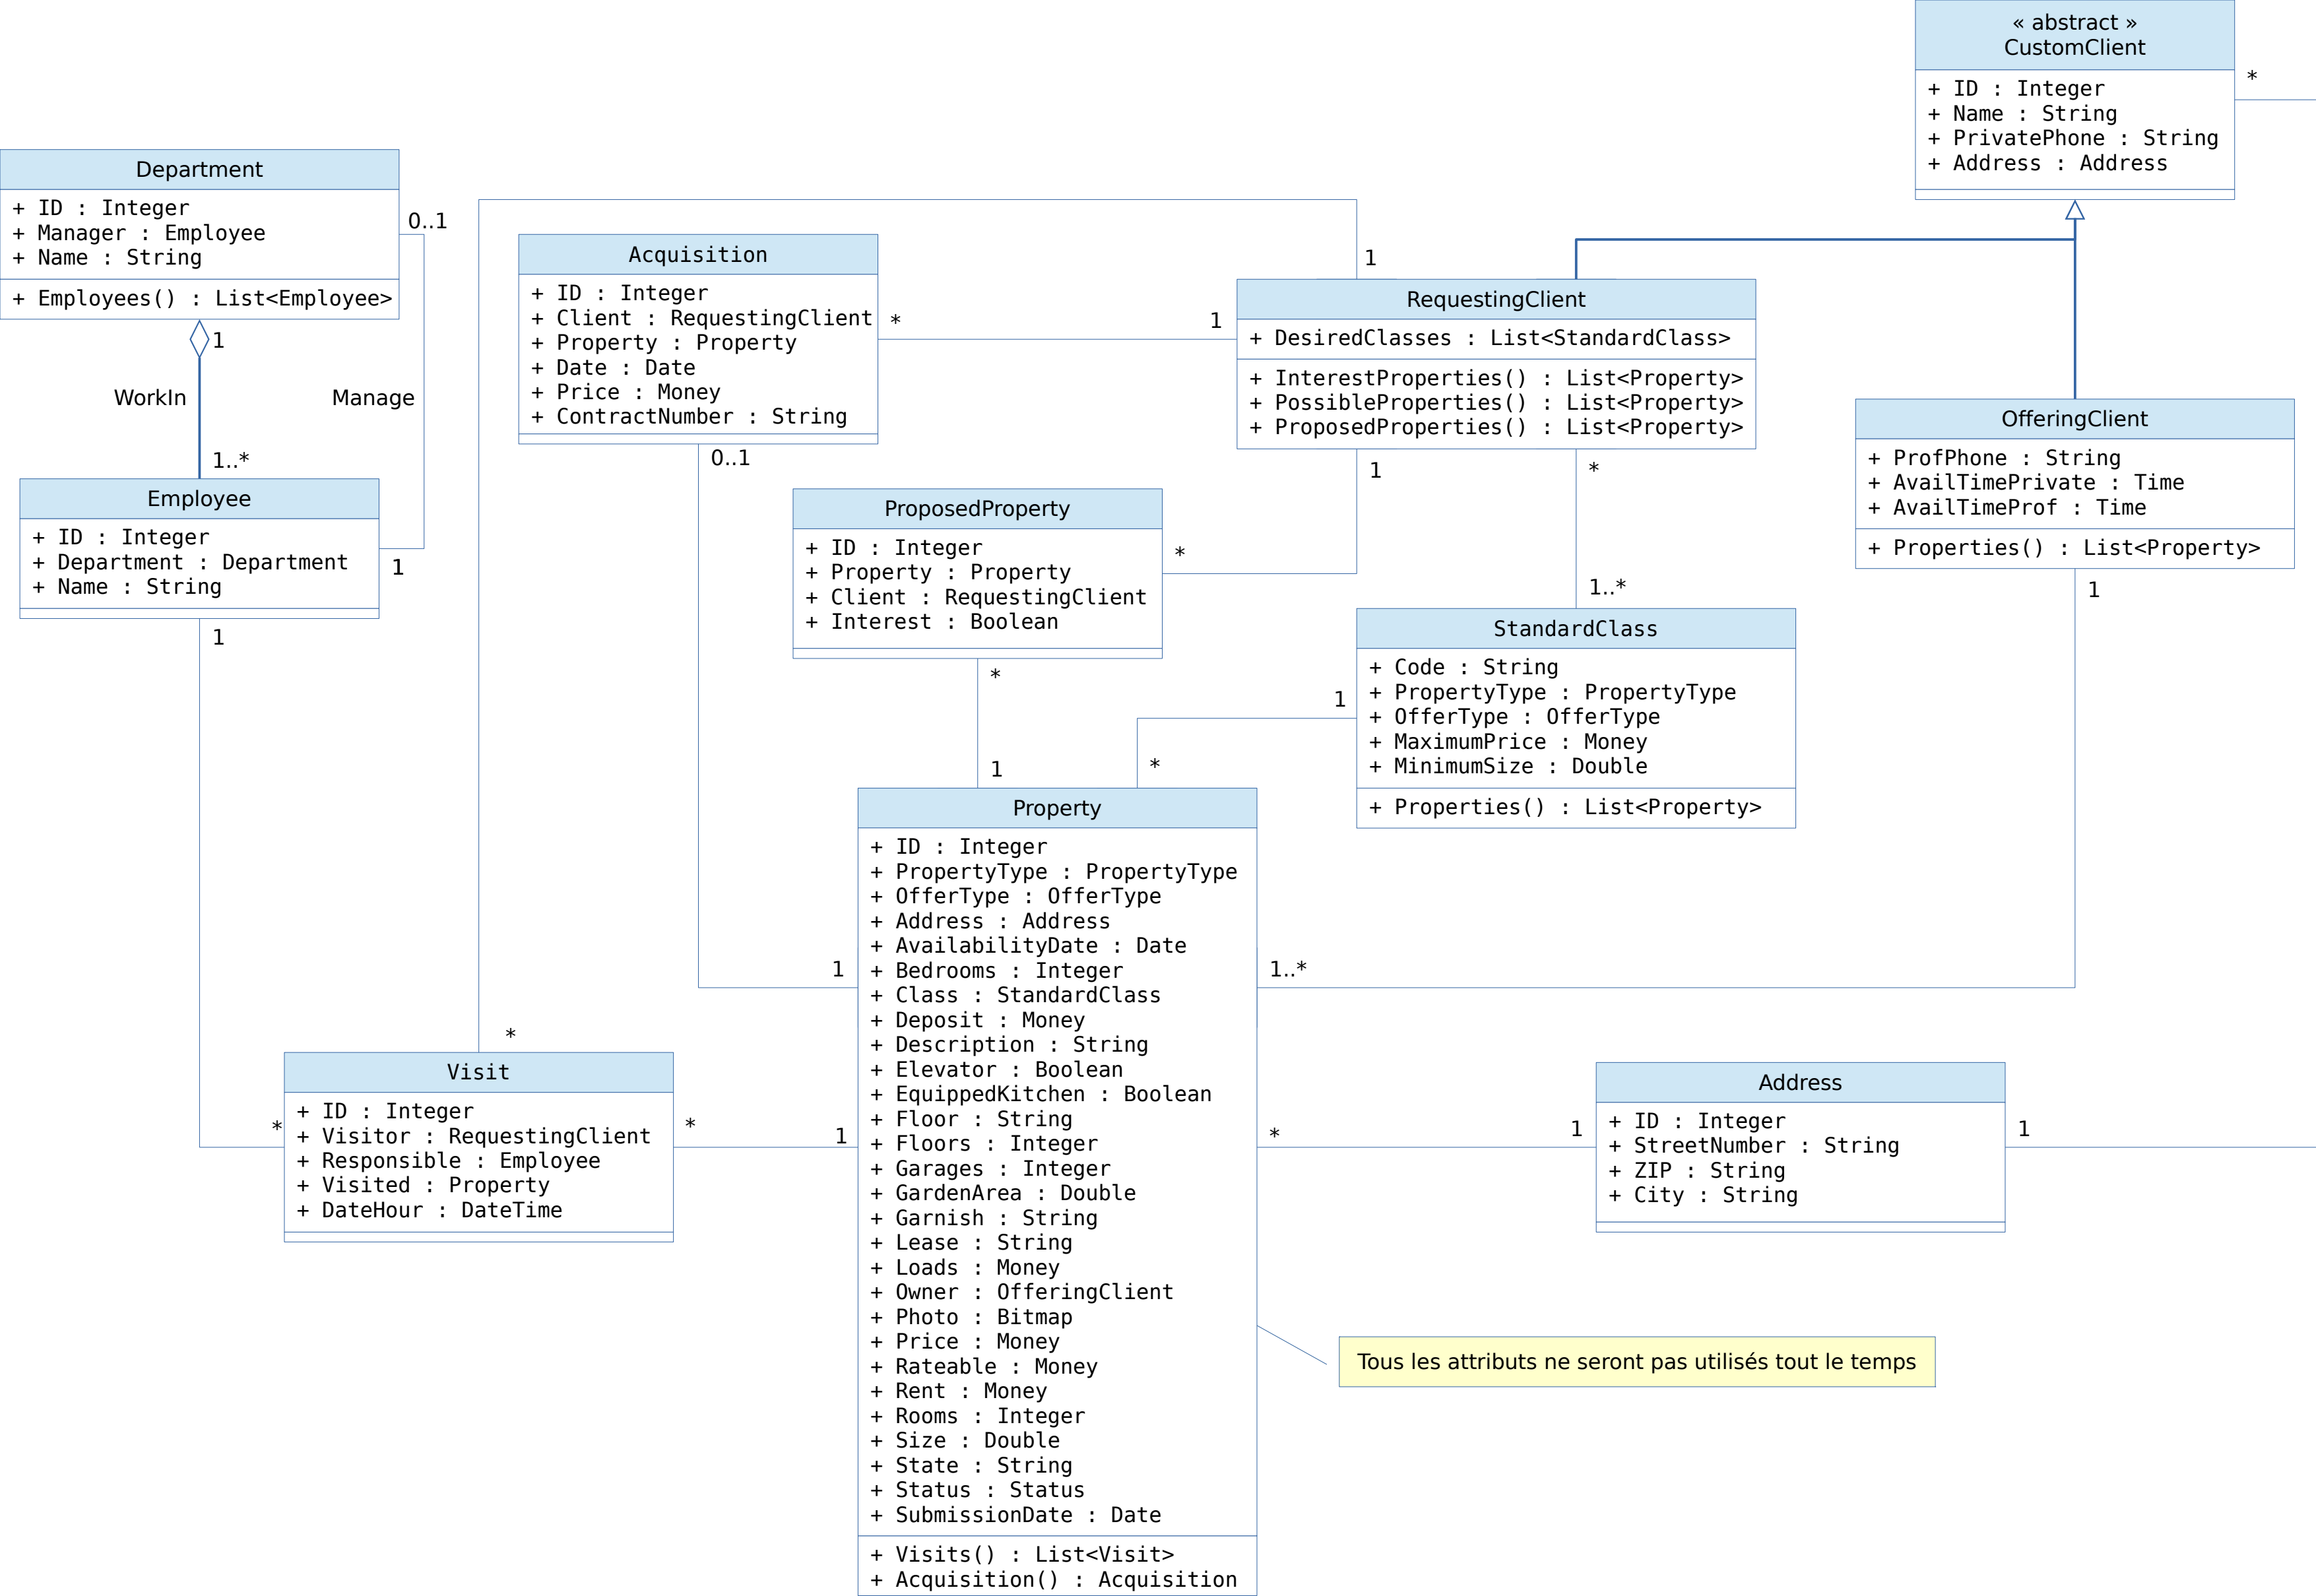 « abstract »
CustomClient
+ ID : Integer
+ Name : String
+ PrivatePhone : String
+ Address : Address
*
Department
+ ID : Integer
+ Manager : Employee
+ Name : String
+ Employees() : List<Employee>
0..1
1
WorkIn
Manage
1..*
Employee
+ ID : Integer
+ Department : Department
+ Name : String
1
1
Acquisition
+ ID : Integer
+ Client : RequestingClient
+ Property : Property
+ Date : Date
+ Price : Money
+ ContractNumber : String
*
1
0..1
1
RequestingClient
+ DesiredClasses : List<StandardClass>
+ InterestProperties() : List<Property>
+ PossibleProperties() : List<Property>
+ ProposedProperties() : List<Property>
1
*
OfferingClient
+ ProfPhone : String
+ AvailTimePrivate : Time
+ AvailTimeProf : Time
+ Properties() : List<Property>
1
ProposedProperty
+ ID : Integer
+ Property : Property
+ Client : RequestingClient
+ Interest : Boolean
*
*
1
1..*
StandardClass
+ Code : String
+ PropertyType : PropertyType
+ OfferType : OfferType
+ MaximumPrice : Money
+ MinimumSize : Double
+ Properties() : List<Property>
1
*
Property
+ ID : Integer
+ PropertyType : PropertyType
+ OfferType : OfferType
+ Address : Address
+ AvailabilityDate : Date
+ Bedrooms : Integer
+ Class : StandardClass
+ Deposit : Money
+ Description : String
+ Elevator : Boolean
+ EquippedKitchen : Boolean
+ Floor : String
+ Floors : Integer
+ Garages : Integer
+ GardenArea : Double
+ Garnish : String
+ Lease : String
+ Loads : Money
+ Owner : OfferingClient
+ Photo : Bitmap
+ Price : Money
+ Rateable : Money
+ Rent : Money
+ Rooms : Integer
+ Size : Double
+ State : String
+ Status : Status
+ SubmissionDate : Date
+ Visits() : List<Visit>
+ Acquisition() : Acquisition
1
1..*
*
Visit
+ ID : Integer
+ Visitor : RequestingClient
+ Responsible : Employee
+ Visited : Property
+ DateHour : DateTime
*
*
1
*
1
Address
+ ID : Integer
+ StreetNumber : String
+ ZIP : String
+ City : String
1
Tous les attributs ne seront pas utilisés tout le temps